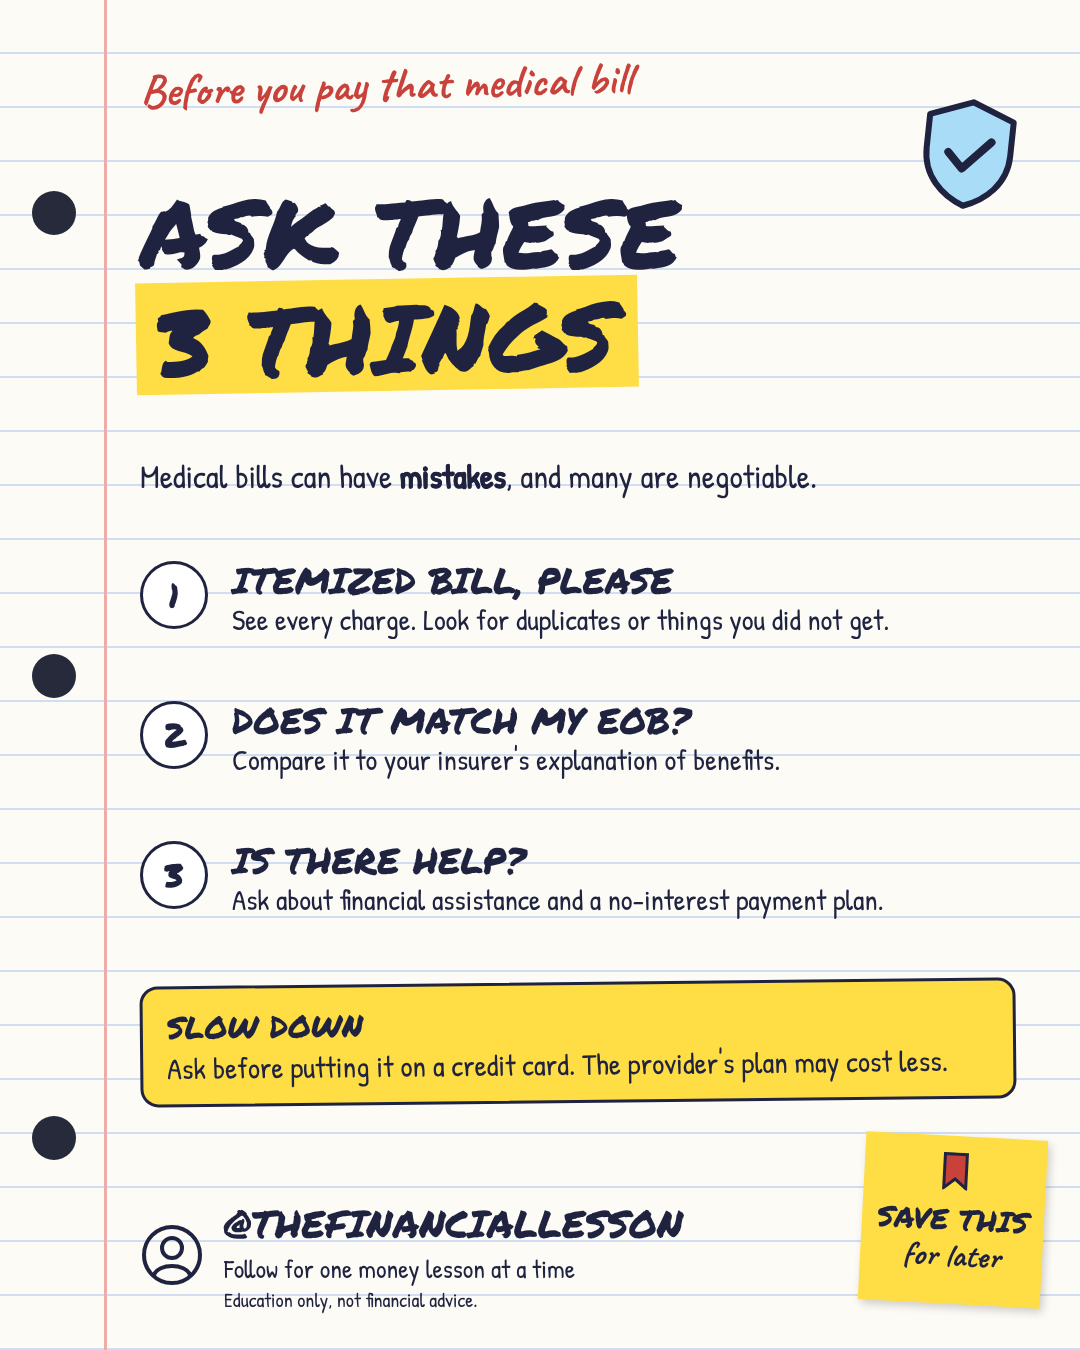 Before you pay that medical bill
ASK THESE
3 THINGS
Medical bills can have mistakes, and many are negotiable.
1 ITEMIZED BILL, PLEASE
See every charge. Look for duplicates or things you did not get.
2 DOES IT MATCH MY EOB?
Compare it to your insurer's explanation of benefits.
3 IS THERE HELP?
Ask about financial assistance and a no-interest payment plan.
SLOW DOWN
Ask before putting it on a credit card. The provider's plan may cost less.
@THEFINANCIALLESSON
Follow for one money lesson at a time
Education only, not financial advice.
SAVE THIS
for later